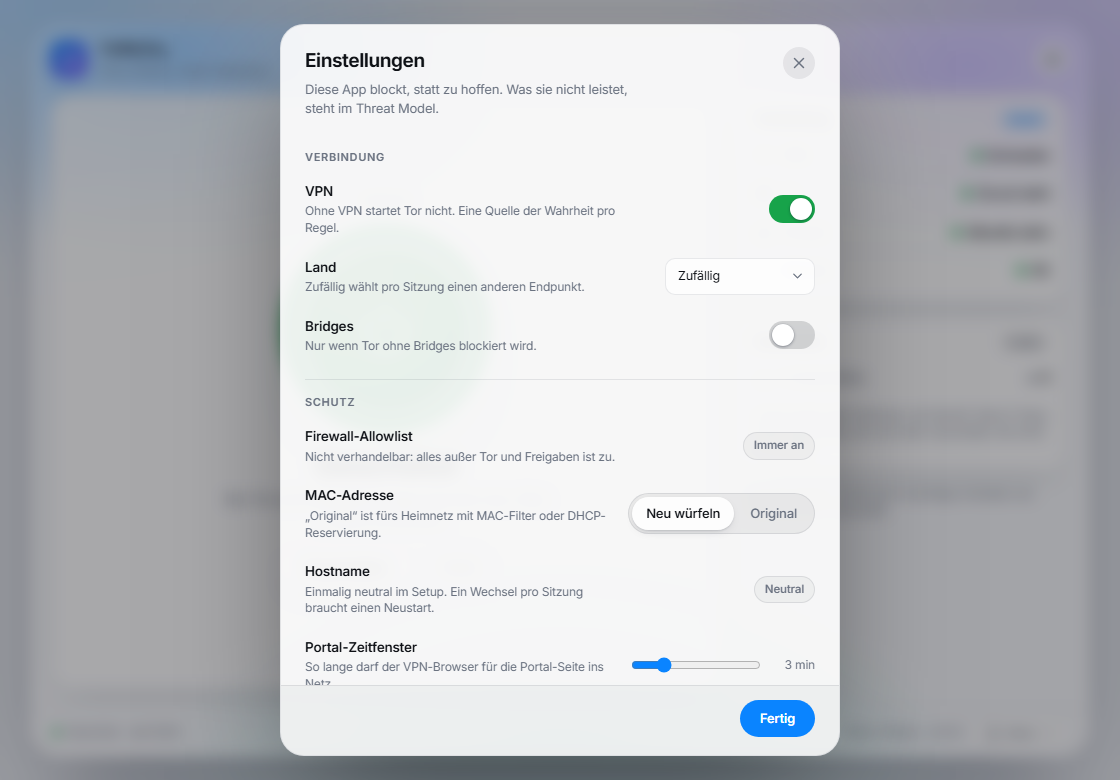 Einstellungen
Diese App blockt, statt zu hoffen. Was sie nicht leistet,
steht im Threat Model.
VERBINDUNG
VPN
Ohne VPN startet Tor nicht. Eine Quelle der Wahrheit pro
Regel.
Land
Zufällig wählt pro Sitzung einen anderen Endpunkt.
Zufällig
Bridges
Nur wenn Tor ohne Bridges blockiert wird.
SCHUTZ
Firewall-Allowlist
Nicht verhandelbar: alles außer Tor und Freigaben ist zu.
Immer an
MAC-Adresse
„Original“ ist fürs Heimnetz mit MAC-Filter oder DHCP-
Reservierung.
Neu würfeln
Original
Hostname
Einmalig neutral im Setup. Ein Wechsel pro Sitzung
braucht einen Neustart.
Neutral
Portal-Zeitfenster
So lange darf der VPN-Browser für die Portal-Seite ins
Netz.
3 min
Fertig